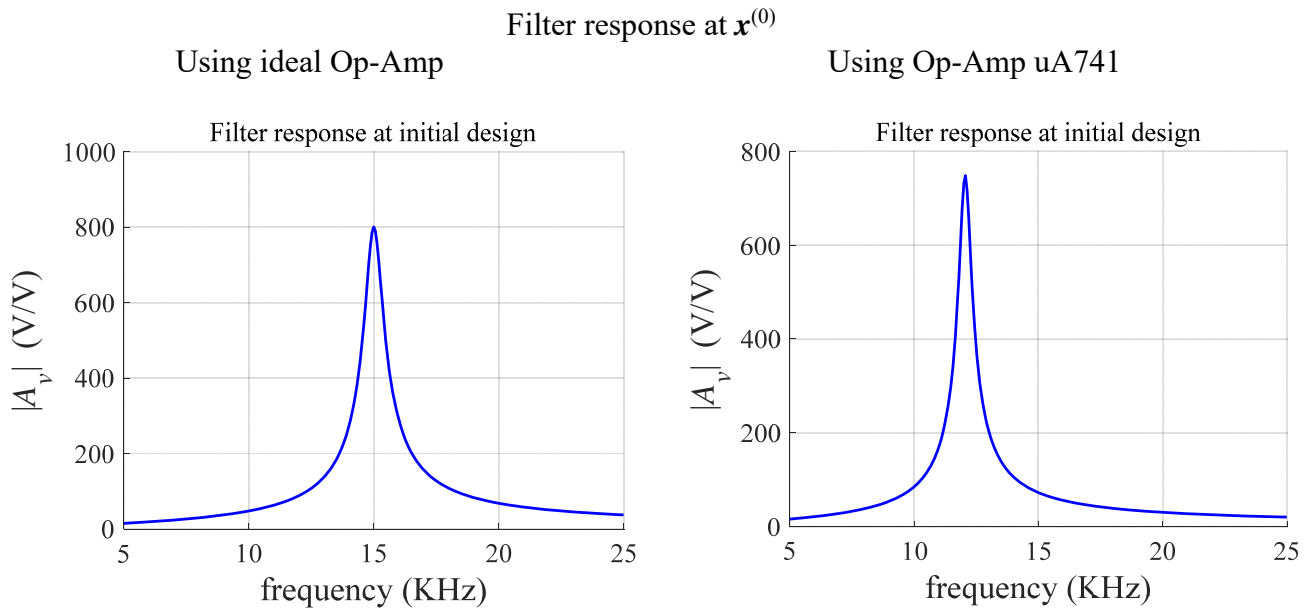 Filter response at x^(0)
Using ideal Op-Amp
Using Op-Amp uA741
Filter response at initial design
1000
800
600
400
200
0
|A_v| (V/V)
5 10 15 20 25
frequency (KHz)
Filter response at initial design
800
600
400
200
0
|A_v| (V/V)
5 10 15 20 25
frequency (KHz)